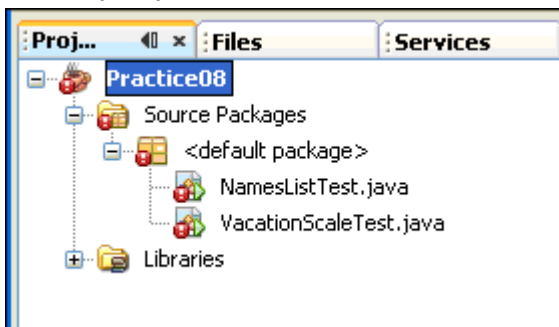 Proj... Files Services
Practice08
Source Packages
<default package>
NamesListTest.java
VacationScaleTest.java
Libraries